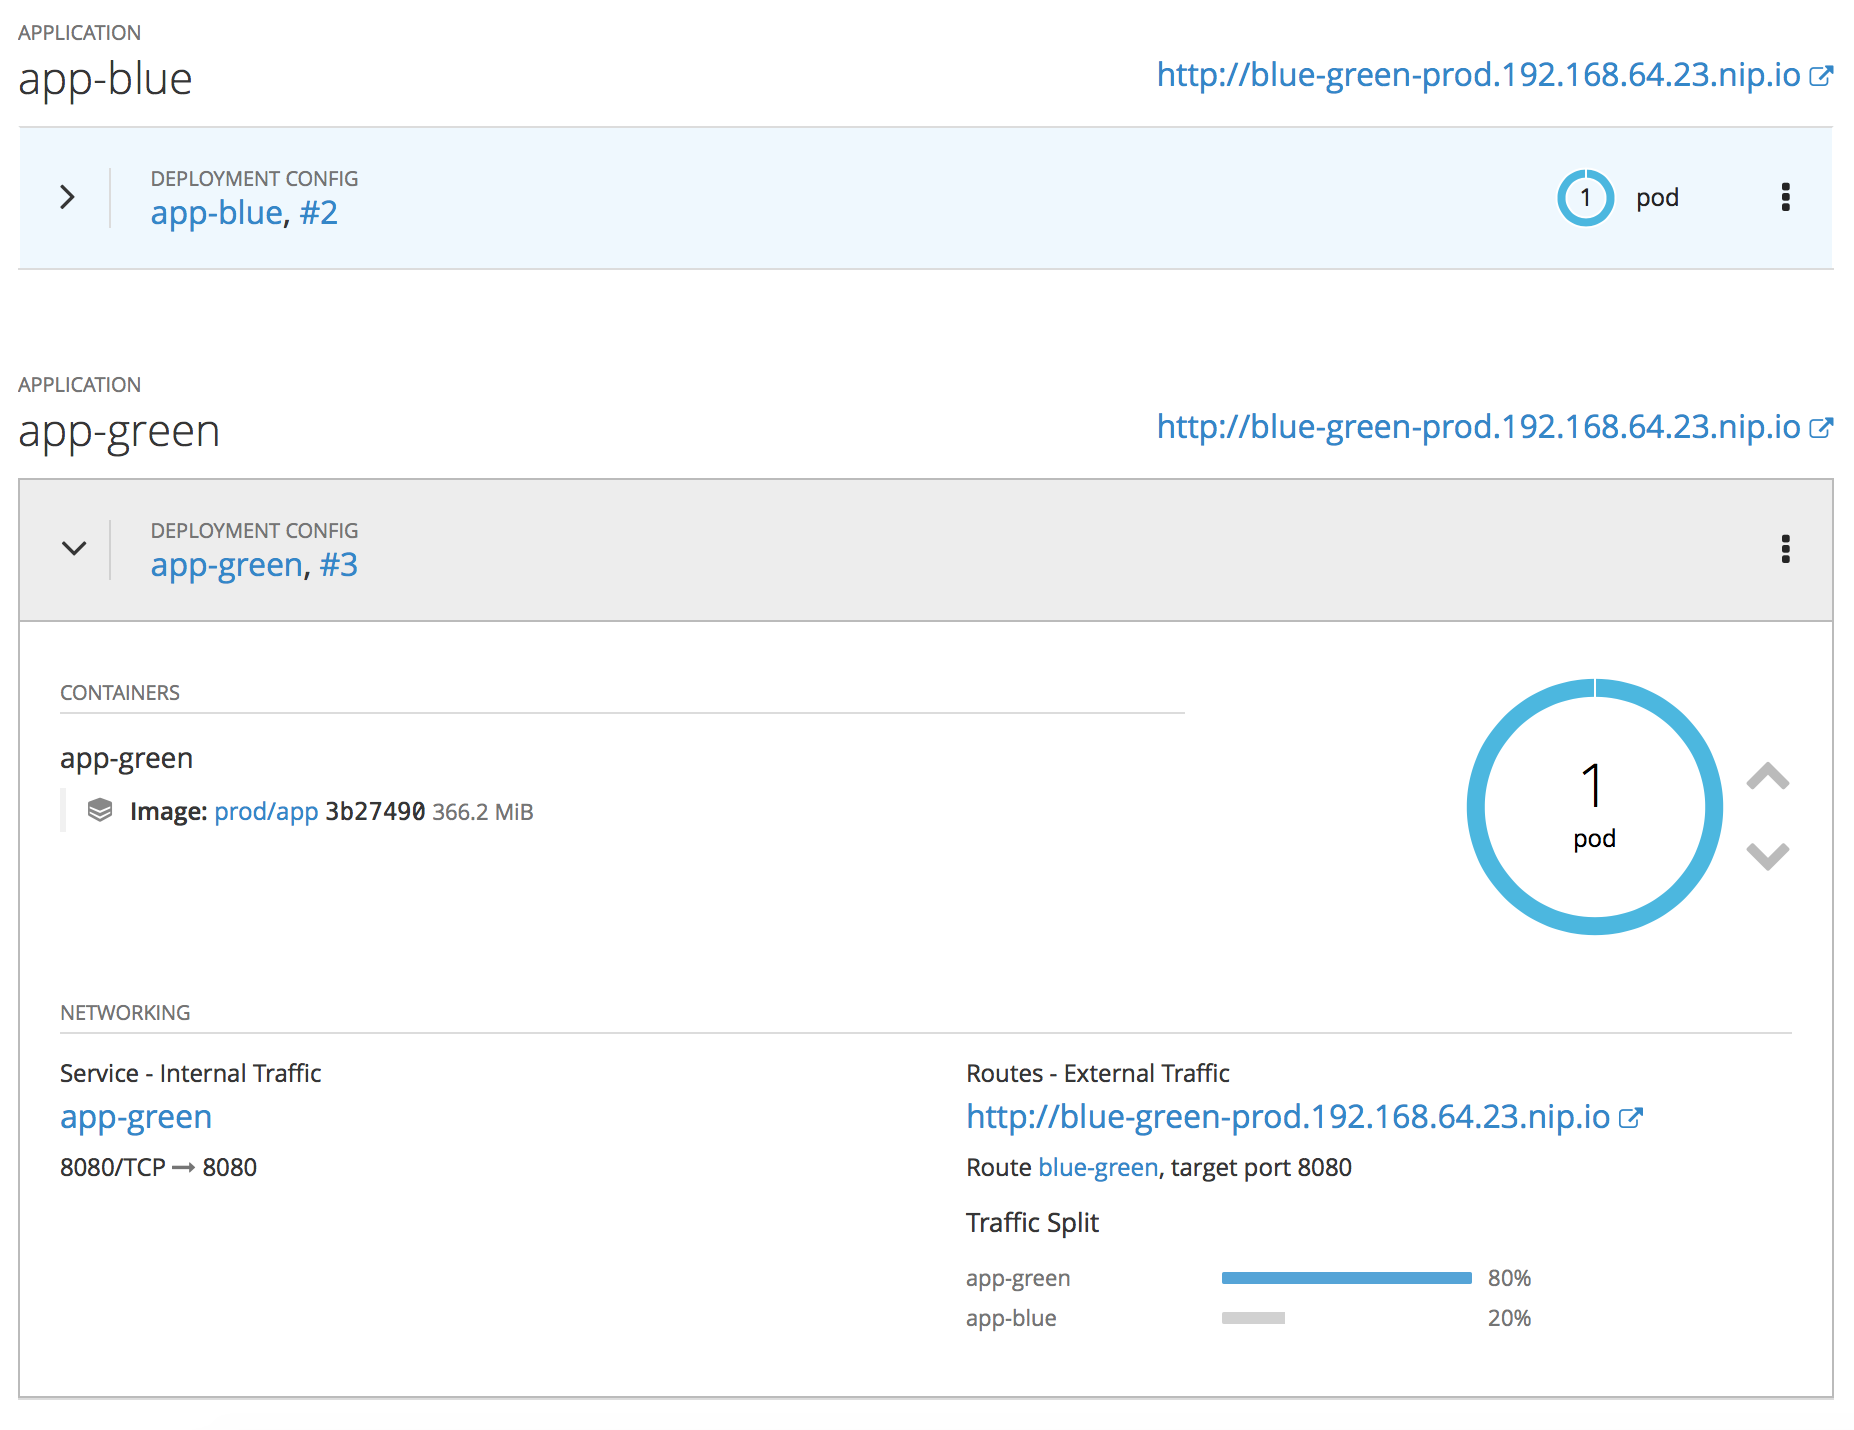 APPLICATION
app-blue
http://blue-green-prod.192.168.64.23.nip.io
DEPLOYMENT CONFIG
app-blue, #2
1 pod
APPLICATION
app-green
http://blue-green-prod.192.168.64.23.nip.io
DEPLOYMENT CONFIG
app-green, #3
CONTAINERS
app-green
Image: prod/app 3b27490 366.2 MiB
1
pod
NETWORKING
Service - Internal Traffic
app-green
8080/TCP → 8080
Routes - External Traffic
http://blue-green-prod.192.168.64.23.nip.io
Route blue-green, target port 8080
Traffic Split
app-green 80%
app-blue 20%